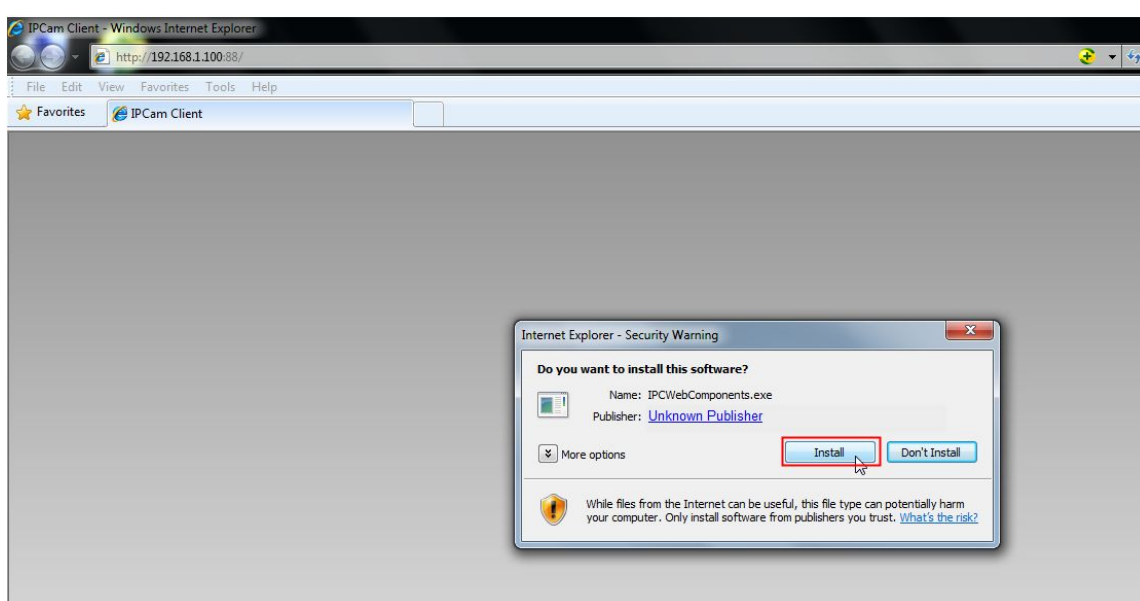 IPCam Client - Windows Internet Explorer
http://192.168.1.100:88/
File Edit View Favorites Tools Help
Favorites IPCam Client
Internet Explorer - Security Warning
Do you want to install this software?
Name: IPCWebComponents.exe
Publisher: Unknown Publisher
More options Install Don't Install
While files from the Internet can be useful, this file type can potentially harm
your computer. Only install software from publishers you trust. What's the risk?